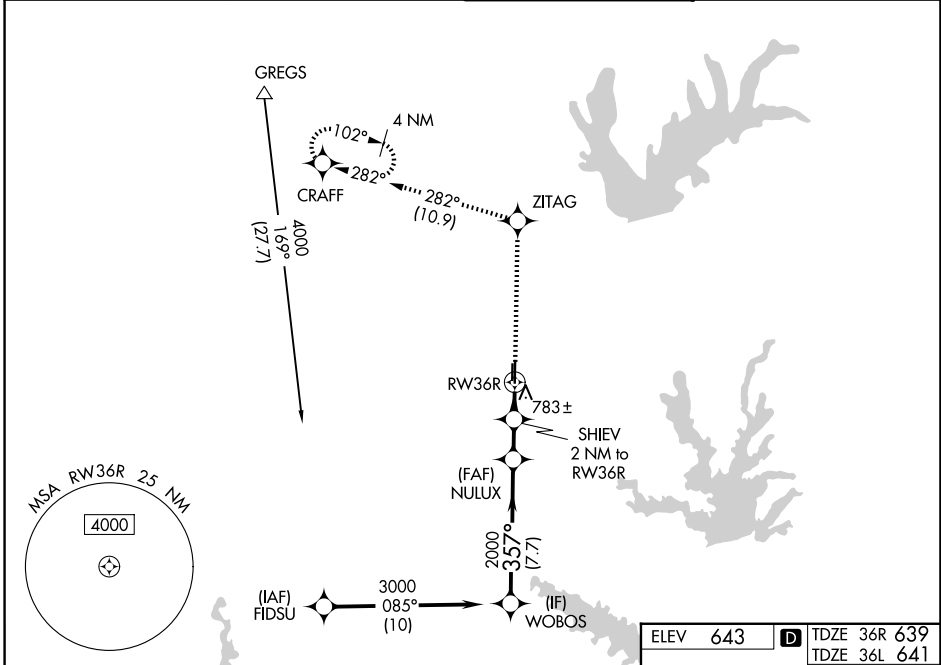 GREGS
4 NM
102°
282°
CRAFF
282°
(10.9)
ZITAG
4000
169°
(27.7)
RW36R
783±
SHIEV
2 NM to
RW36R
(FAF)
NULUX
MSA RW36R 25 NM
4000
2000
357°
(7.7)
(IAF)
FIDSU
3000
085°
(10)
(IF)
WOBOS
ELEV 643
D
TDZE 36R 639
TDZE 36L 641